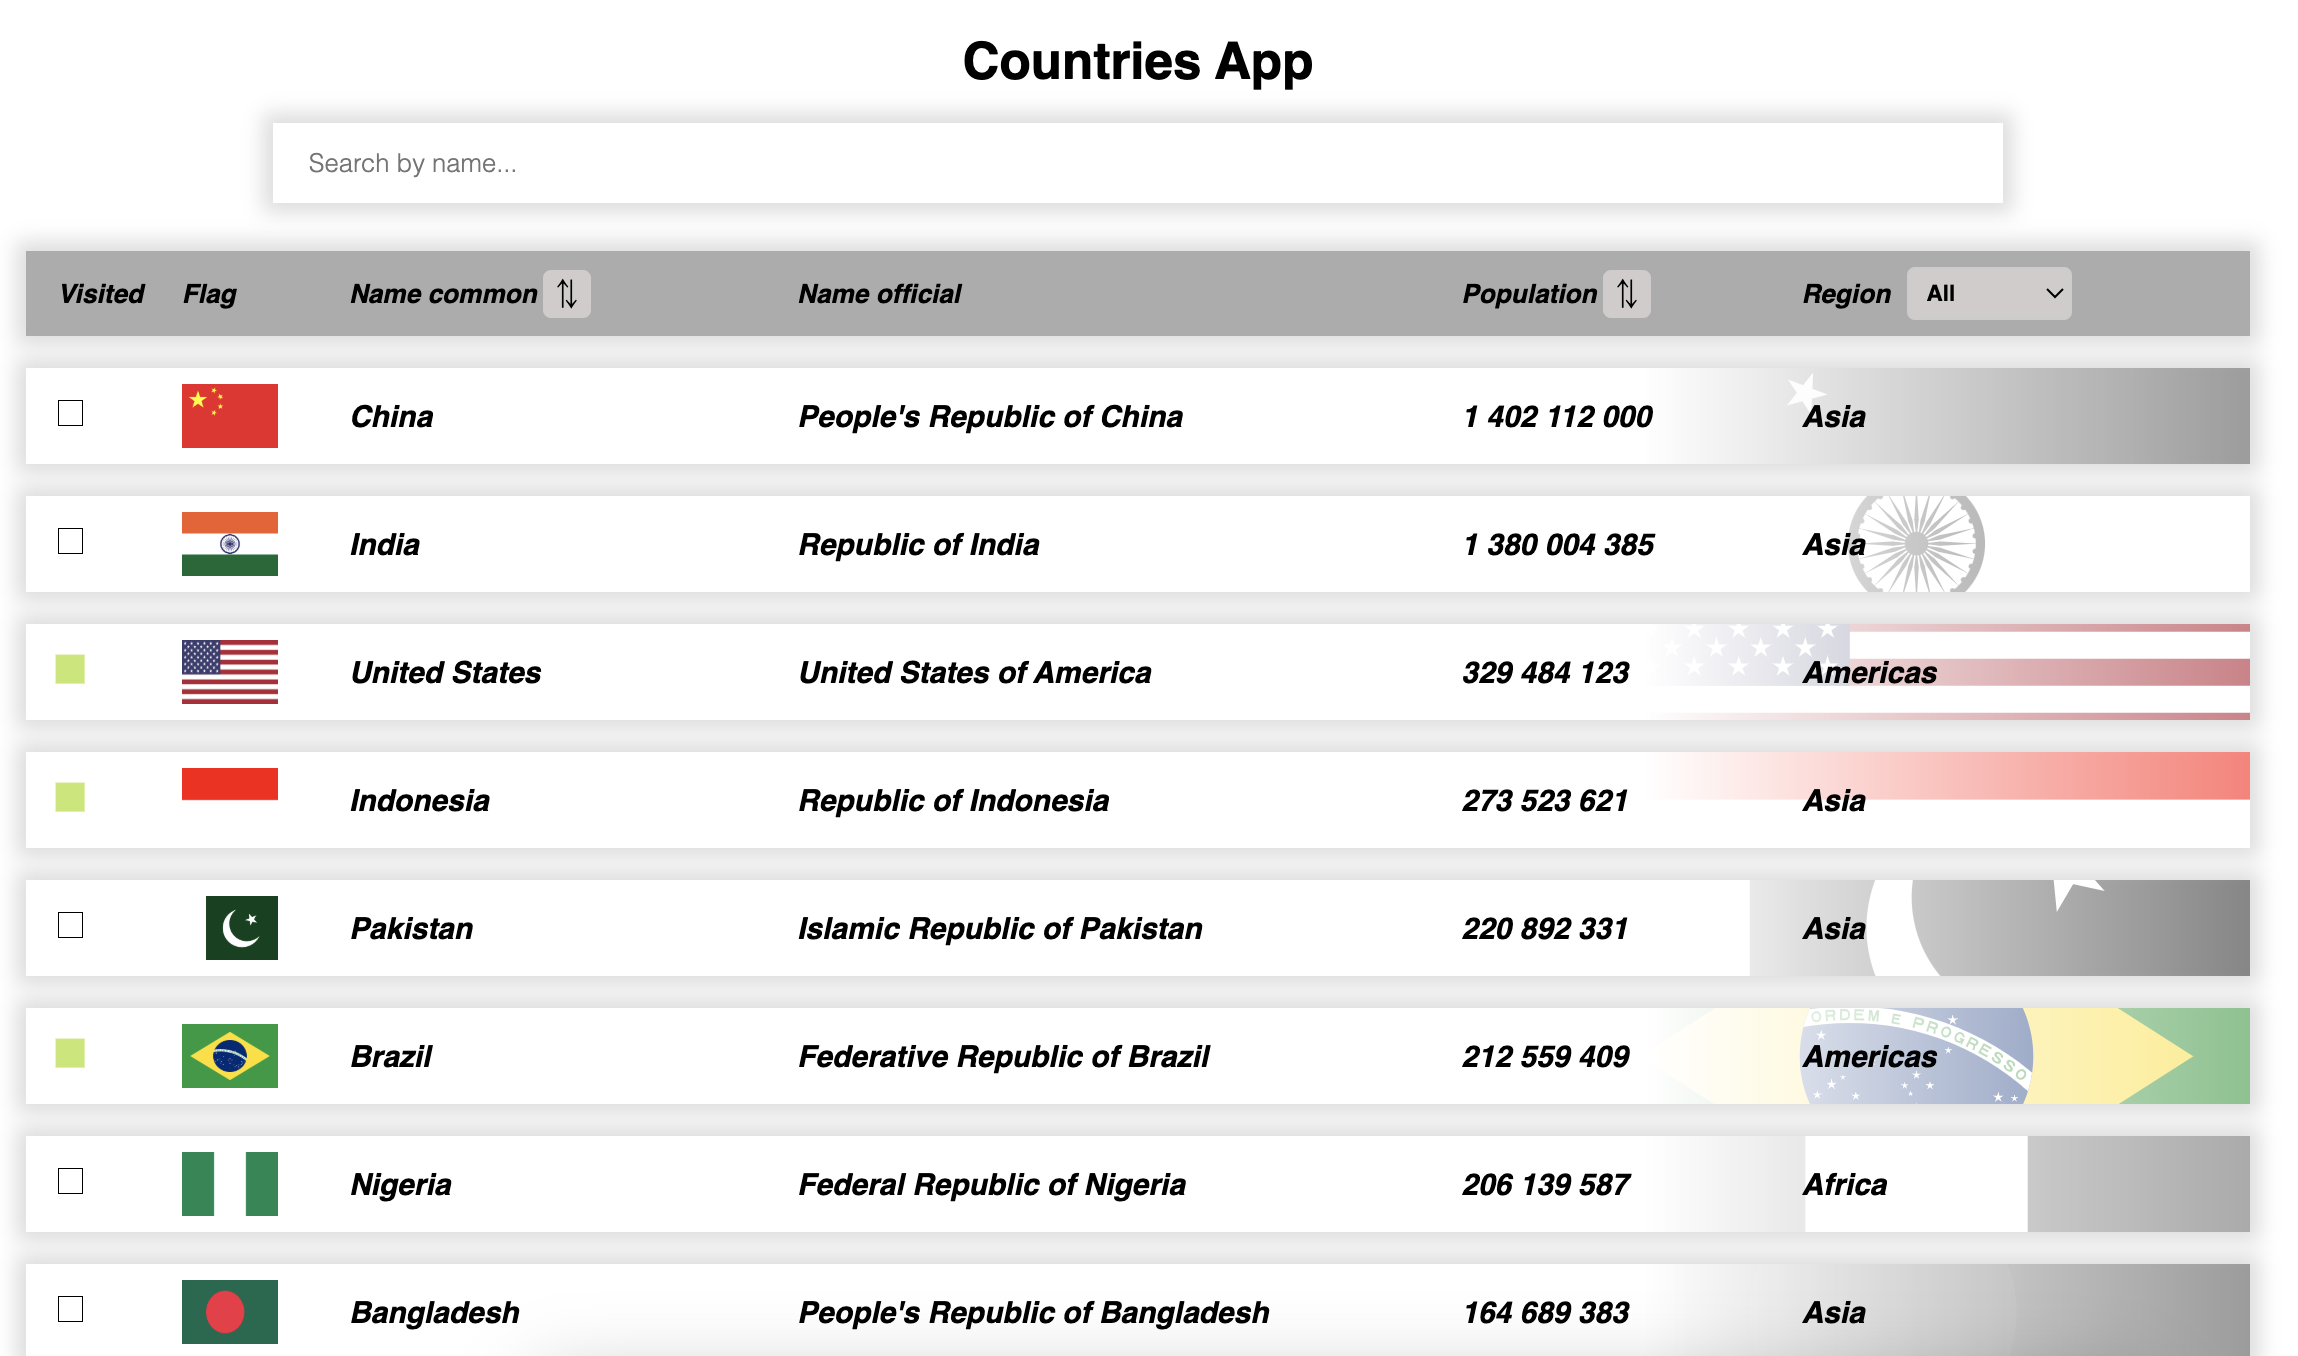 Countries App
Search by name...
Visited Flag Name common Name official Population Region All
China People's Republic of China 1 402 112 000 Asia
India Republic of India 1 380 004 385 Asia
United States United States of America 329 484 123 Americas
Indonesia Republic of Indonesia 273 523 621 Asia
Pakistan Islamic Republic of Pakistan 220 892 331 Asia
ORDEM E PROGRESSO
Brazil Federative Republic of Brazil 212 559 409 Americas
Nigeria Federal Republic of Nigeria 206 139 587 Africa
Bangladesh People's Republic of Bangladesh 164 689 383 Asia